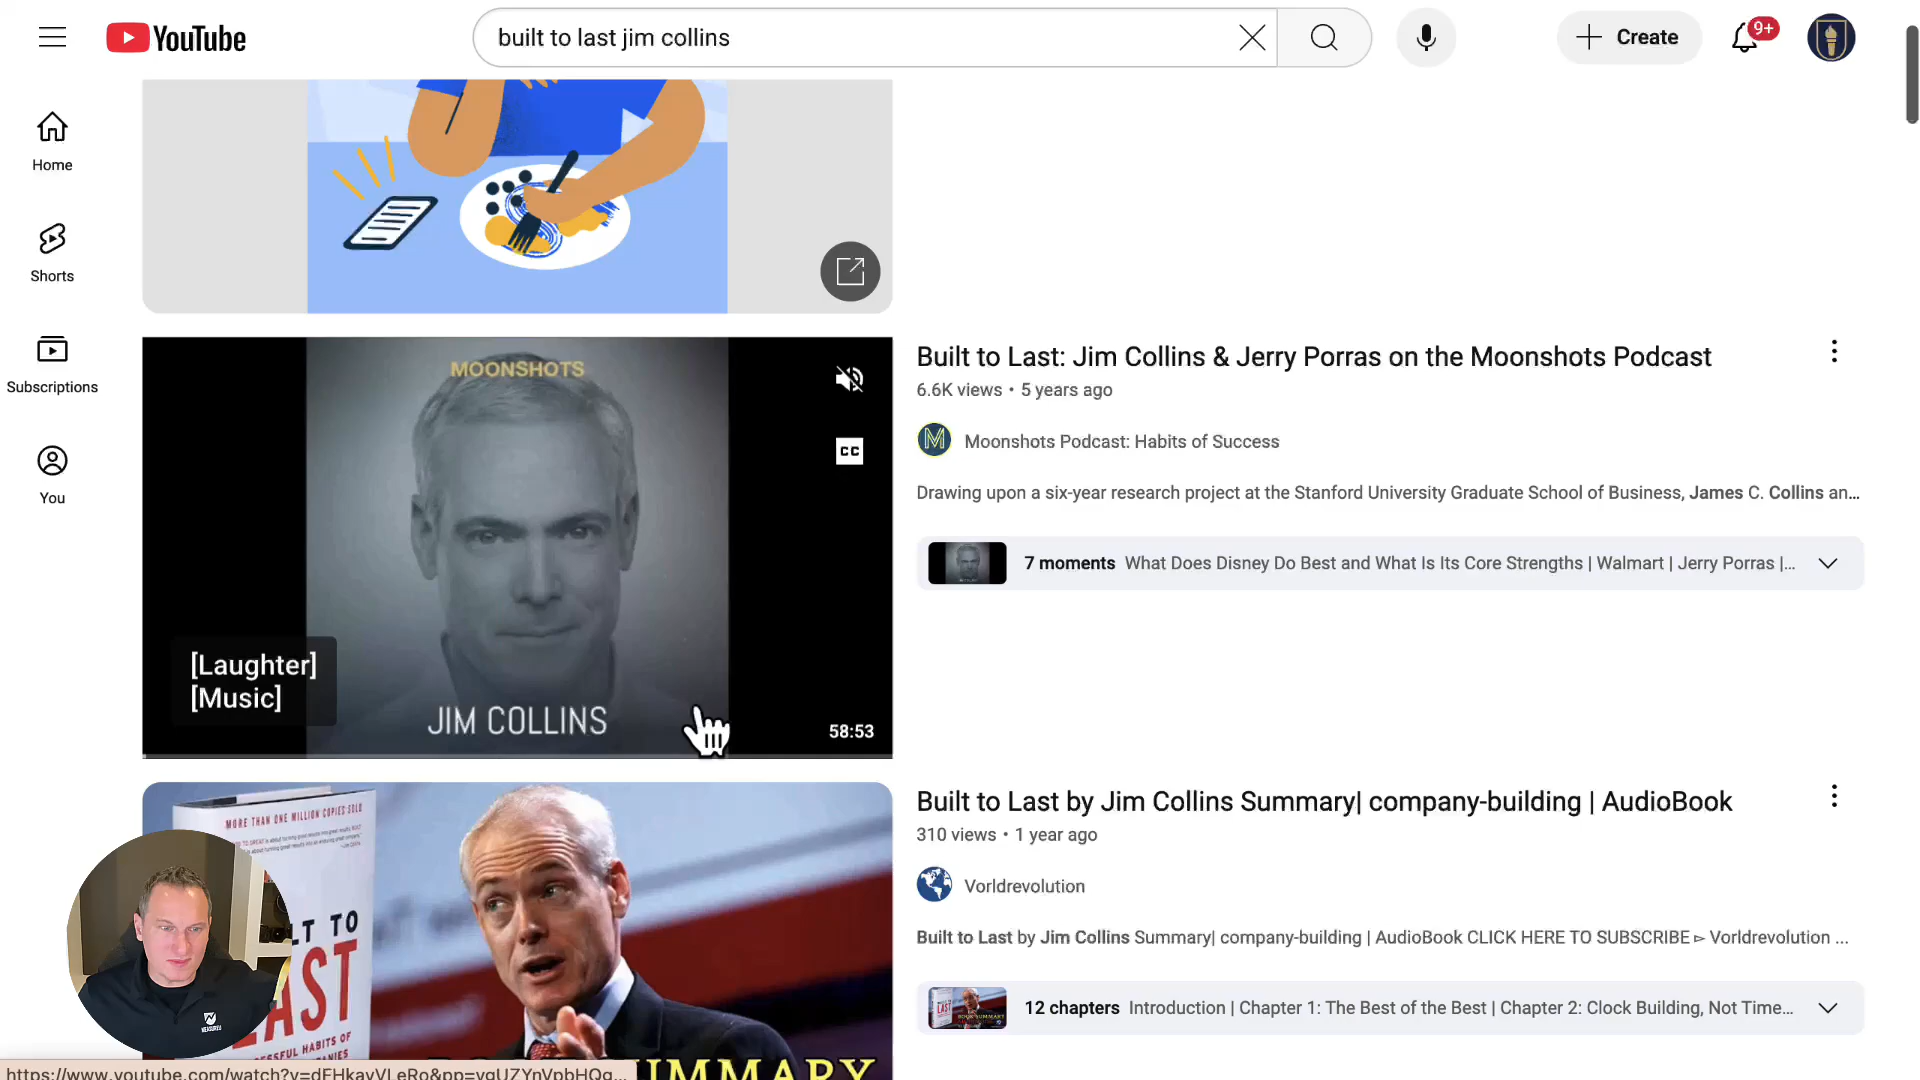 YouTube
built to last jim collins
Create
9+
Home
Shorts
Subscriptions
You
MOONSHOTS
CC
[Laughter]
[Music]
JIM COLLINS
58:53
Built to Last: Jim Collins & Jerry Porras on the Moonshots Podcast
6.6K views • 5 years ago
Moonshots Podcast: Habits of Success
Drawing upon a six-year research project at the Stanford University Graduate School of Business, James C. Collins an...
7 moments What Does Disney Do Best and What Is Its Core Strengths | Walmart | Jerry Porras |...
MORE THAN ONE MILLION COPIES SOLD
LT TO
AST
ESSFUL HABITS OF
PANIES
UMMARY
Built to Last by Jim Collins Summary| company-building | AudioBook
310 views • 1 year ago
Vorldrevolution
Built to Last by Jim Collins Summary| company-building | AudioBook CLICK HERE TO SUBSCRIBE ▻ Vorldrevolution ...
12 chapters Introduction | Chapter 1: The Best of the Best | Chapter 2: Clock Building, Not Time...